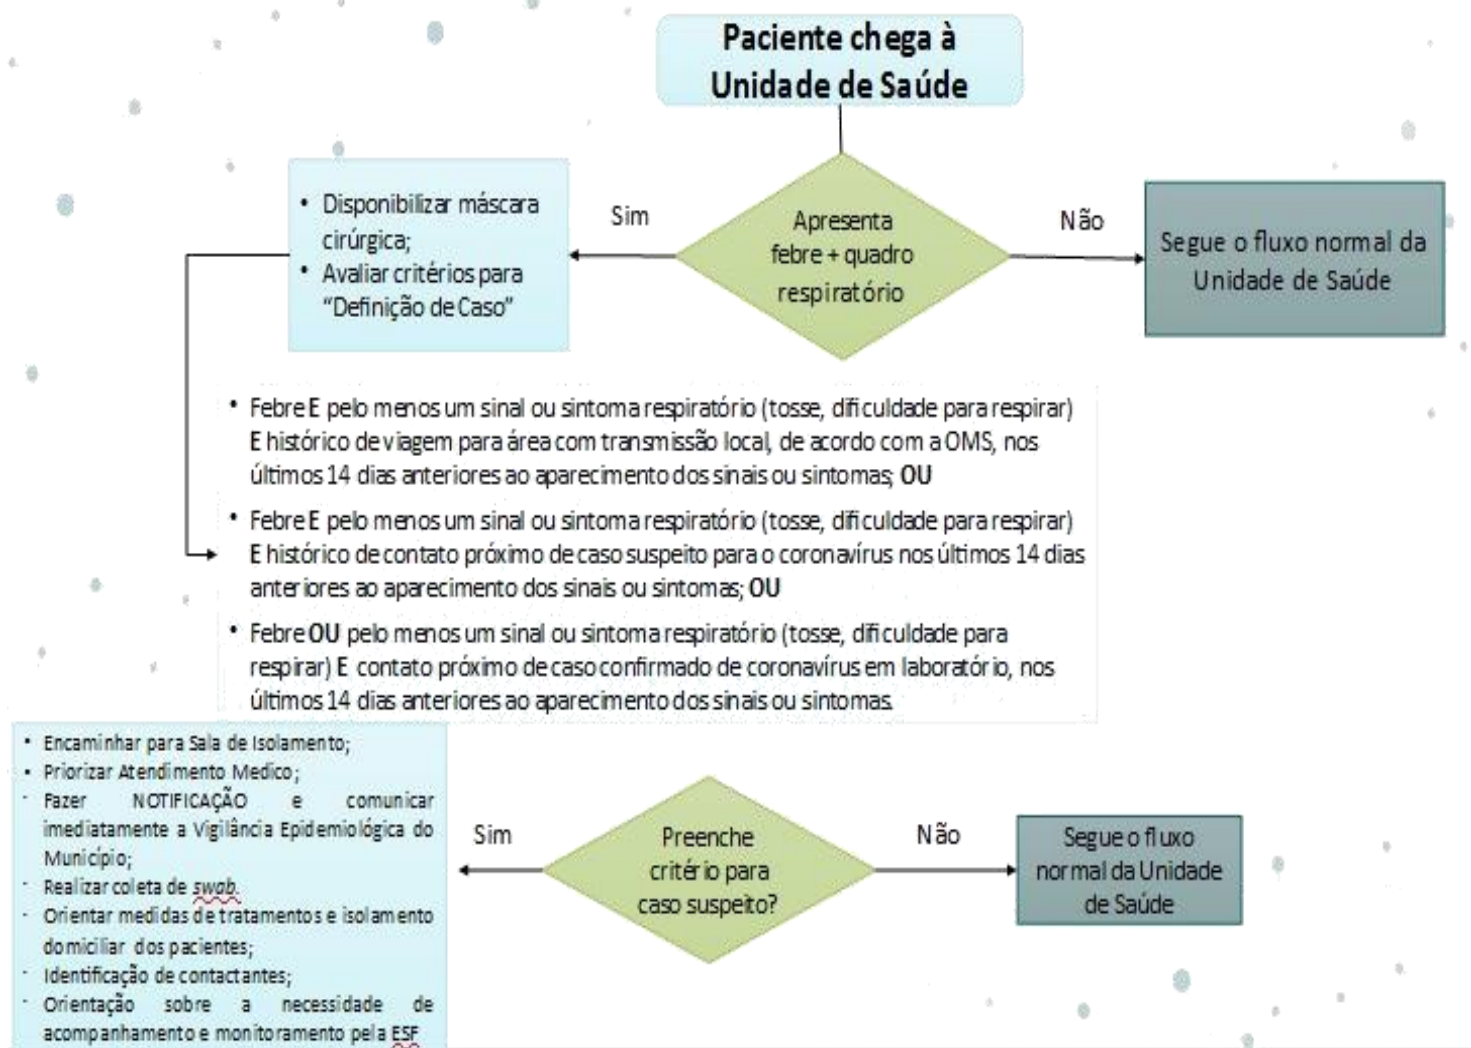 Paciente chega à
Unidade de Saúde
• Disponibilizar máscara
cirúrgica;
• Avaliar critérios para
“Definição de Caso”
Sim
Apresenta
febre + quadro
respiratório
Não
Segue o fluxo normal da
Unidade de Saúde
• Febre E pelo menos um sinal ou sintoma respiratório (tosse, dificuldade para respirar)
E histórico de viagem para área com transmissão local, de acordo com a OMS, nos
últimos 14 dias anteriores ao aparecimento dos sinais ou sintomas; OU
• Febre E pelo menos um sinal ou sintoma respiratório (tosse, dificuldade para respirar)
E histórico de contato próximo de caso suspeito para o coronavírus nos últimos 14 dias
anteriores ao aparecimento dos sinais ou sintomas; OU
• Febre OU pelo menos um sinal ou sintoma respiratório (tosse, dificuldade para
respirar) E contato próximo de caso confirmado de coronavírus em laboratório, nos
últimos 14 dias anteriores ao aparecimento dos sinais ou sintomas.
• Encaminhar para Sala de Isolamento;
• Priorizar Atendimento Medico;
- Fazer NOTIFICAÇÃO e comunicar
imediatamente a Vigilância Epidemiológica do
Município;
- Realizar coleta de swab.
- Orientar medidas de tratamentos e isolamento
domiciliar dos pacientes;
- Identificação de contactantes;
- Orientação sobre a necessidade de
acompanhamento e monitoramento pela ESF
Sim
Preenche
critério para
caso suspeito?
Não
Segue o fluxo
normal da Unidade
de Saúde